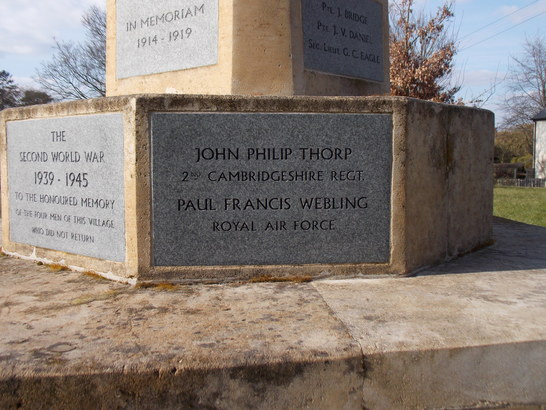 IN MEMORIAM
1914 - 1919
Pte. J. BRIDGE
Pte. J. V. DANBE
Sec. Lieut. C. C. EAGLE
THE
SECOND WORLD WAR
1939 - 1945
TO THE HONOURED MEMORY
OF THE FOUR MEN OF THIS VILLAGE
WHO DID NOT RETURN
JOHN PHILIP THORP
2ND CAMBRIDGESHIRE REGT.
PAUL FRANCIS WEBLING
ROYAL AIR FORCE